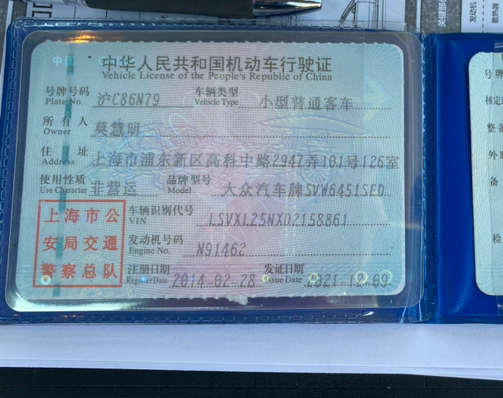 中华人民共和国机动车行驶证
Vehicle License of the People's Republic of China
号牌号码 沪C86N79 车辆类型 小型普通客车
Plate No. Vehicle Type
所有人 莫慧明
Owner
住址 上海市浦东新区高科中路2947弄101号126室
Address
使用性质 非营运 品牌型号 大众汽车牌SVW6451SED
Use Character Model
上海市公
安局交通
警察总队
车辆识别代号 LSVXL25NXD2158861
VIN
发动机号码 N91462
Engine No.
注册日期 2014-02-28 发证日期 2021-12-09
Register Date Issue Date